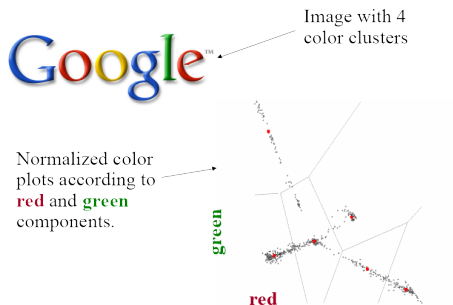 Image with 4
color clusters
Google™
Normalized color
plots according to
red and green
components.
green
red